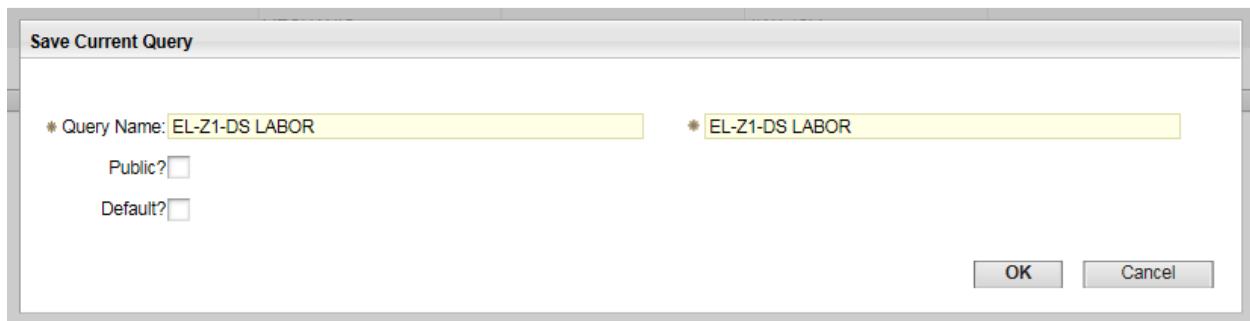 Save Current Query
* Query Name: EL-Z1-DS LABOR * EL-Z1-DS LABOR
Public?
Default?
OK Cancel